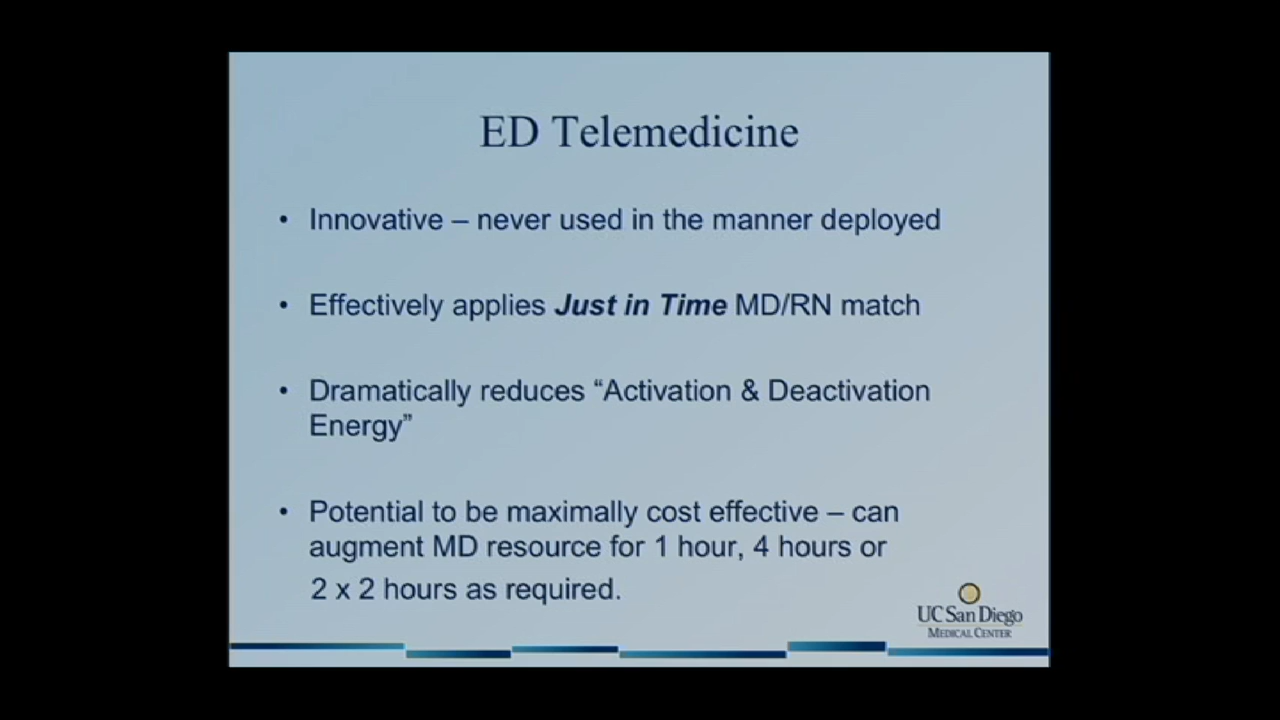 ED Telemedicine
• Innovative – never used in the manner deployed
• Effectively applies Just in Time MD/RN match
• Dramatically reduces “Activation & Deactivation
Energy”
• Potential to be maximally cost effective – can
augment MD resource for 1 hour, 4 hours or
2 x 2 hours as required.
UC San Diego
MEDICAL CENTER